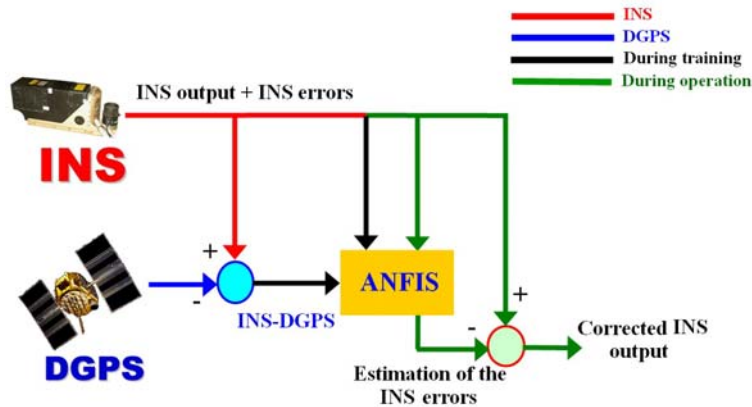 INS
DGPS
During training
During operation
INS output + INS errors
INS
+
-
ANFIS
INS-DGPS
DGPS
+
-
Corrected INS
output
Estimation of the
INS errors